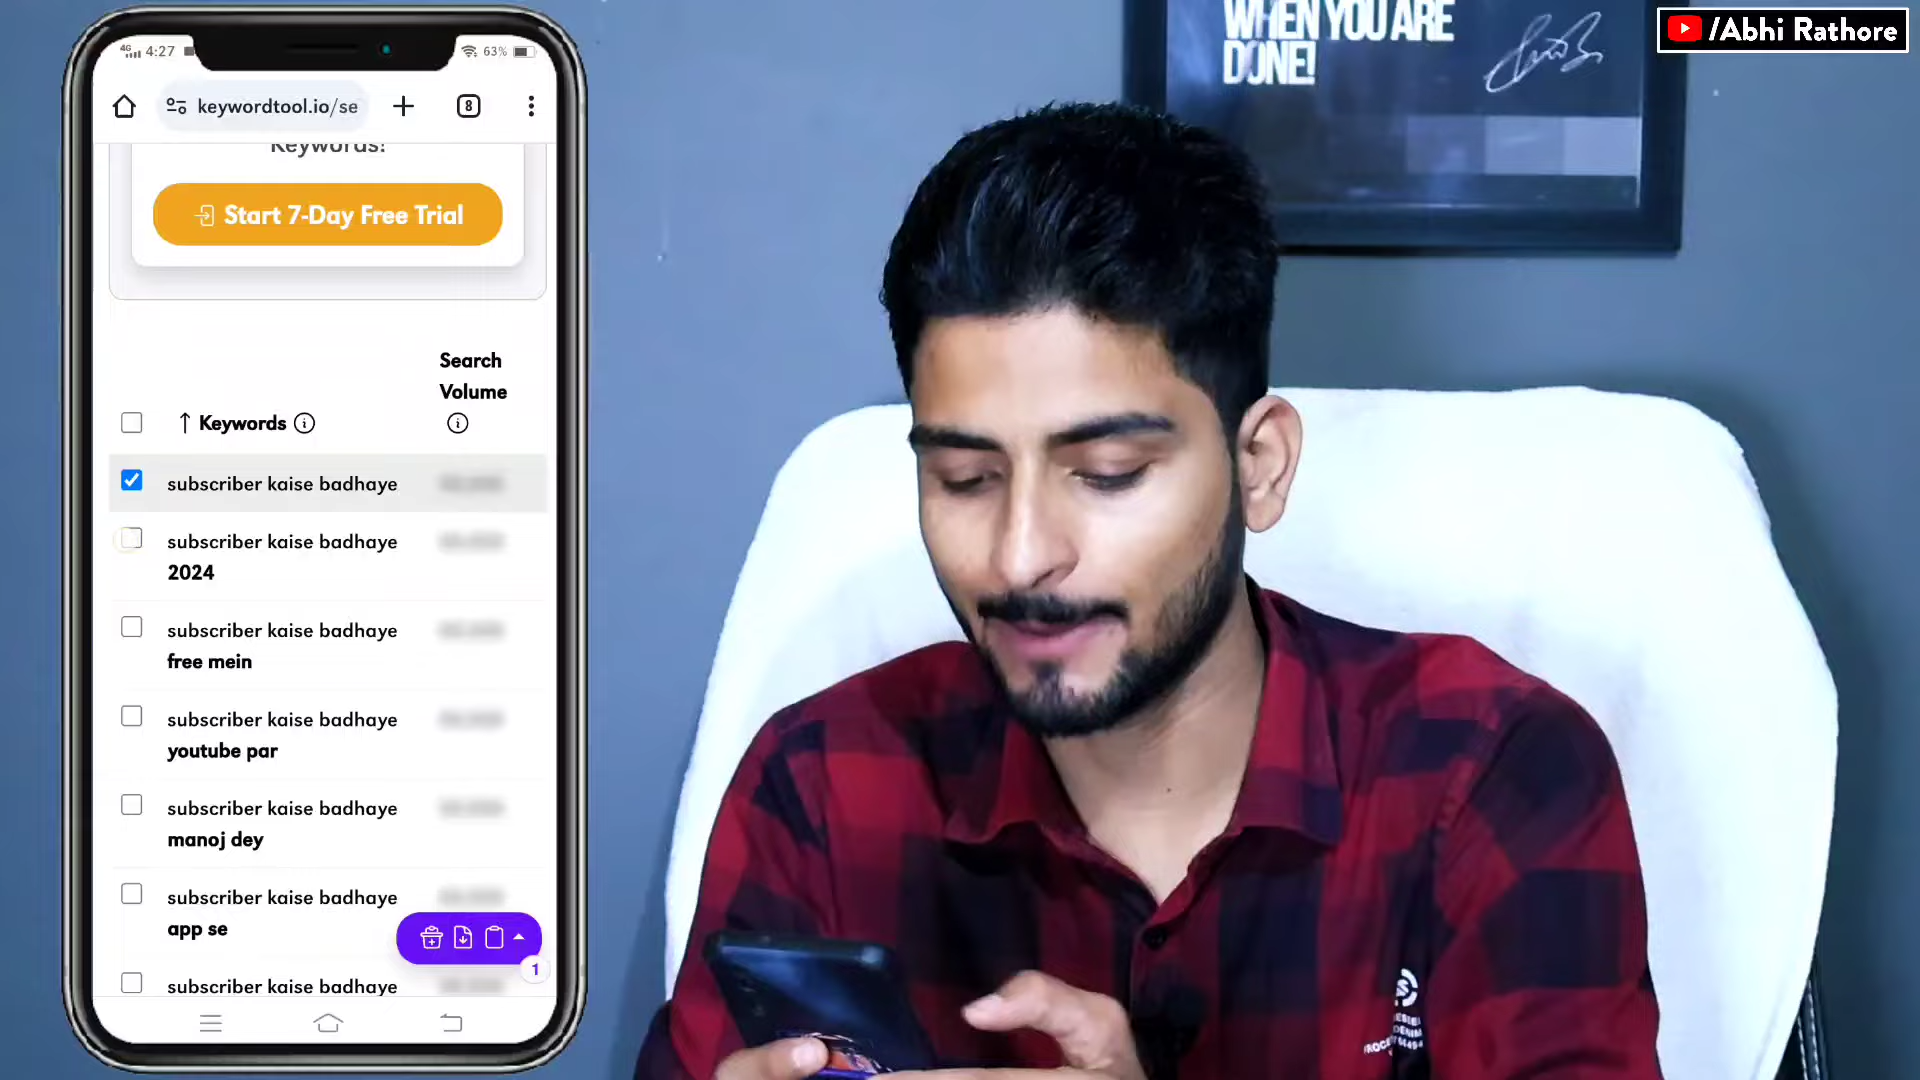 WHEN YOU ARE
DONE!
/Abhi Rathore
4G
4:27
63%
keywordtool.io/se
8
Keywords!
Start 7-Day Free Trial
Search
Volume
↑ Keywords
subscriber kaise badhaye
subscriber kaise badhaye
2024
subscriber kaise badhaye
free mein
subscriber kaise badhaye
youtube par
subscriber kaise badhaye
manoj dey
subscriber kaise badhaye
app se
1
subscriber kaise badhaye